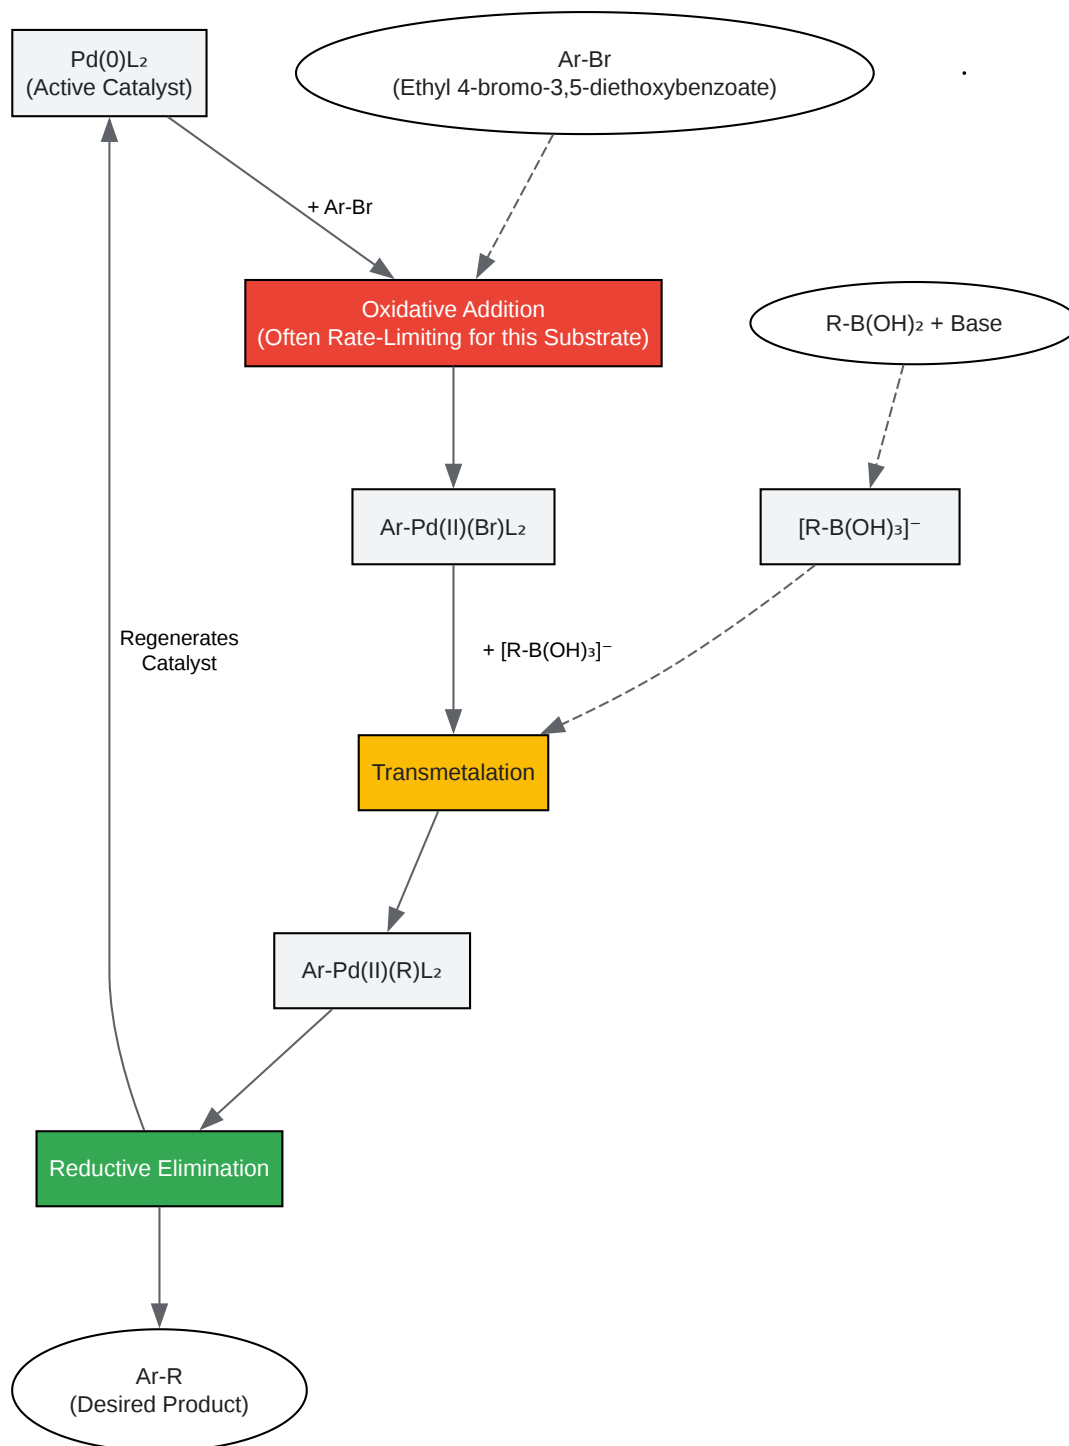 Pd(0)L₂
(Active Catalyst)
Ar-Br
(Ethyl 4-bromo-3,5-diethoxybenzoate)
.
+ Ar-Br
Oxidative Addition
(Often Rate-Limiting for this Substrate)
R-B(OH)₂ + Base
Ar-Pd(II)(Br)L₂
[R-B(OH)₃]⁻
Regenerates
Catalyst
+ [R-B(OH)₃]⁻
Transmetalation
Ar-Pd(II)(R)L₂
Reductive Elimination
Ar-R
(Desired Product)